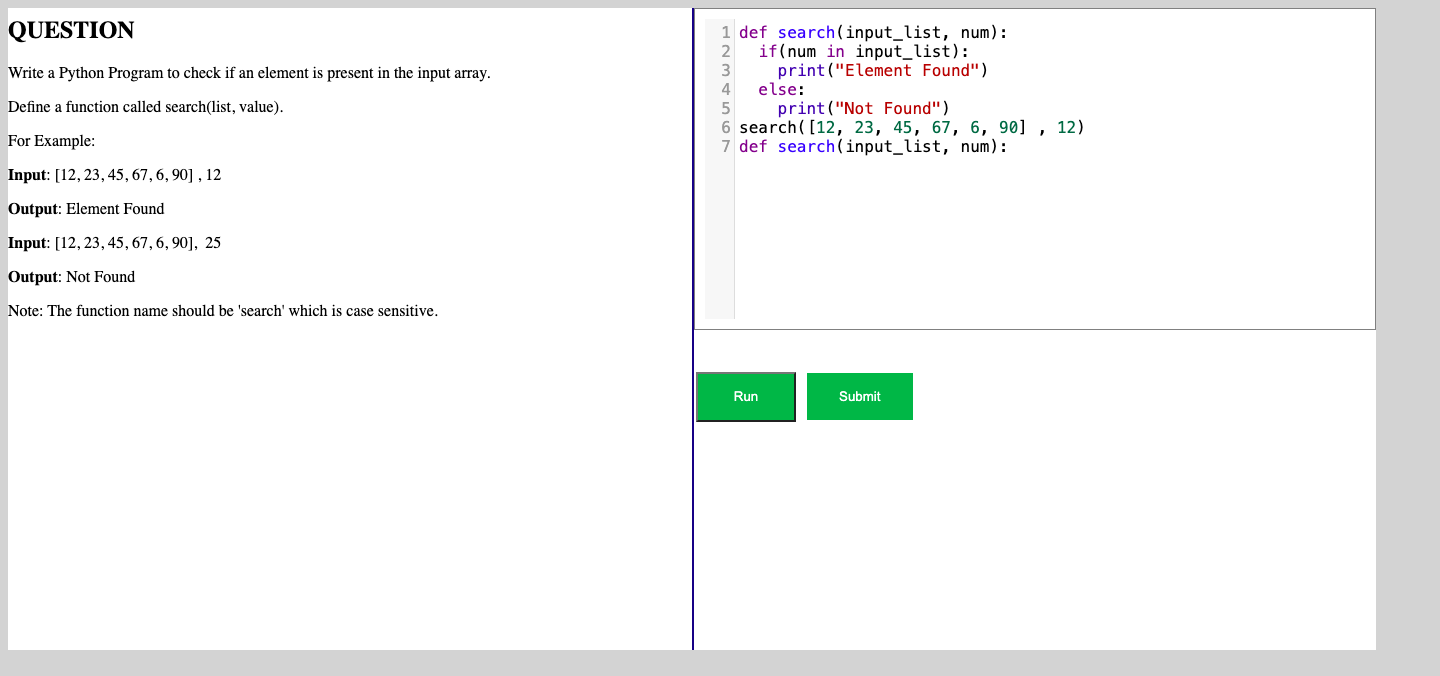 QUESTION
Write a Python Program to check if an element is present in the input array.
Define a function called search(list, value).
For Example:
Input: [12, 23, 45, 67, 6, 90] , 12
Output: Element Found
Input: [12, 23, 45, 67, 6, 90],  25
Output: Not Found
Note: The function name should be 'search' which is case sensitive.
1 def search(input_list, num):
2   if(num in input_list):
3     print("Element Found")
4   else:
5     print("Not Found")
6 search([12, 23, 45, 67, 6, 90] , 12)
7 def search(input_list, num):
Run
Submit